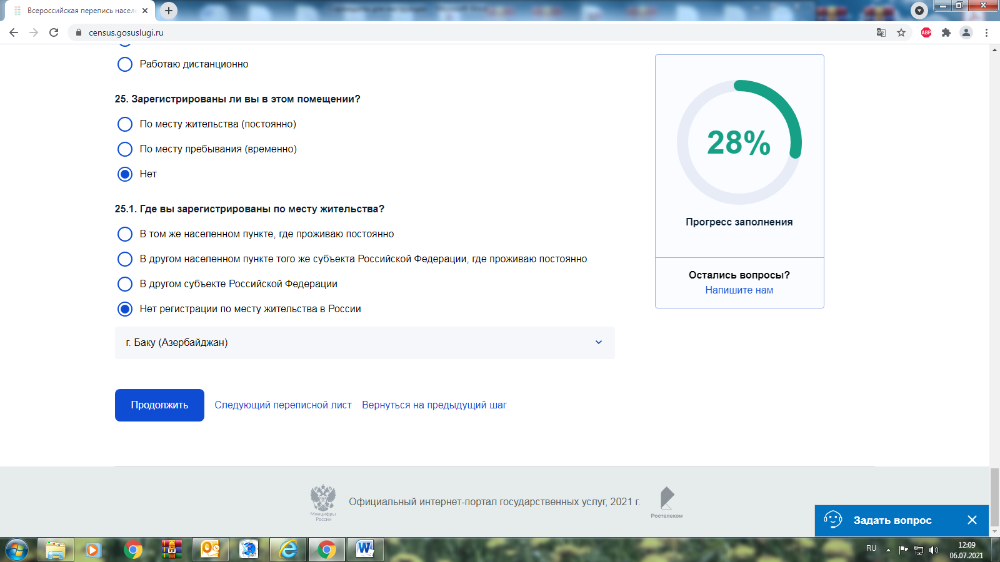 Всероссийская перепись населе
census.gosuslugi.ru
ABP
Работаю дистанционно
25. Зарегистрированы ли вы в этом помещении?
По месту жительства (постоянно)
По месту пребывания (временно)
Нет
25.1. Где вы зарегистрированы по месту жительства?
В том же населенном пункте, где проживаю постоянно
В другом населенном пункте того же субъекта Российской Федерации, где проживаю постоянно
В другом субъекте Российской Федерации
Нет регистрации по месту жительства в России
г. Баку (Азербайджан)
Продолжить Следующий переписной лист Вернуться на предыдущий шаг
28%
Прогресс заполнения
Остались вопросы?
Напишите нам
Минцифры
России
Официальный интернет-портал государственных услуг, 2021 г.
Ростелеком
Задать вопрос
RU
12:09
06.07.2021